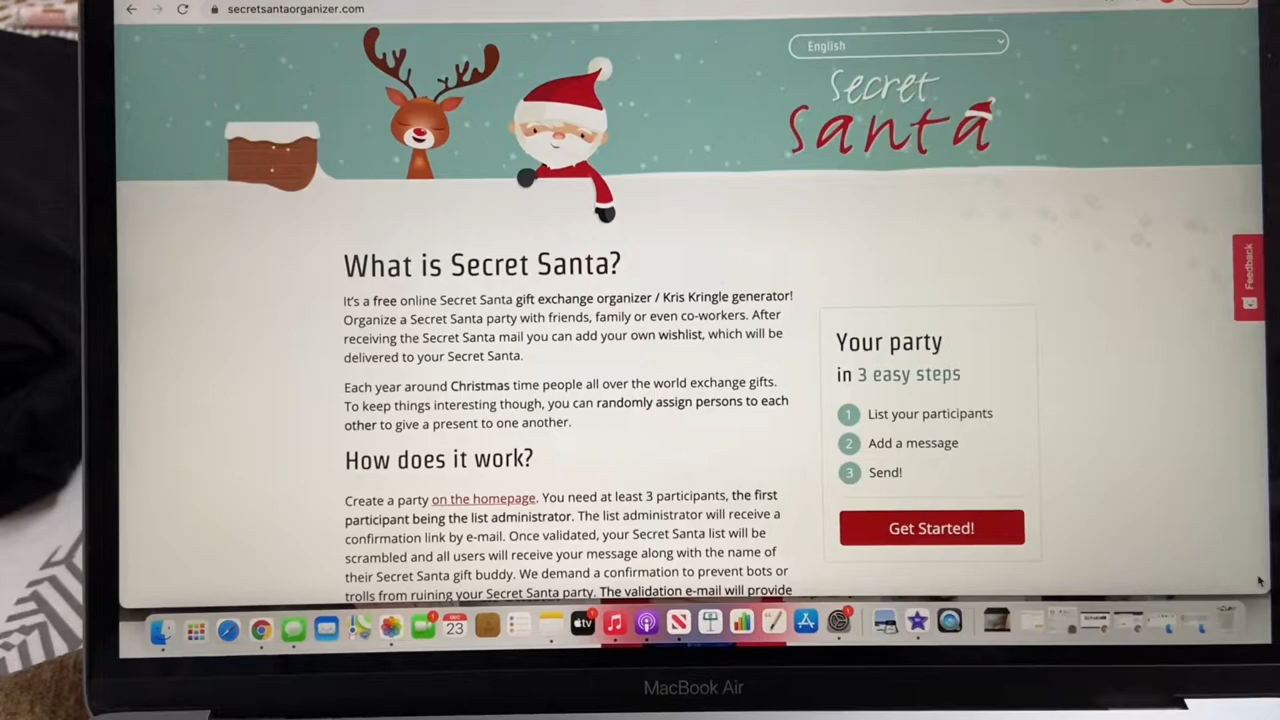 secretsantaorganizer.com
English
Secret
Santa
What is Secret Santa?
It's a free online Secret Santa gift exchange organizer / Kris Kringle generator!
Organize a Secret Santa party with friends, family or even co-workers. After
receiving the Secret Santa mail you can add your own wishlist, which will be
delivered to your Secret Santa.
Each year around Christmas time people all over the world exchange gifts.
To keep things interesting though, you can randomly assign persons to each
other to give a present to one another.
How does it work?
Create a party on the homepage. You need at least 3 participants, the first
participant being the list administrator. The list administrator will receive a
confirmation link by e-mail. Once validated, your Secret Santa list will be
scrambled and all users will receive your message along with the name of
their Secret Santa gift buddy. We demand a confirmation to prevent bots or
trolls from ruining your Secret Santa party. The validation e-mail will provide
Your party
in 3 easy steps
1 List your participants
2 Add a message
3 Send!
Get Started!
Feedback
23
tv
MacBook Air